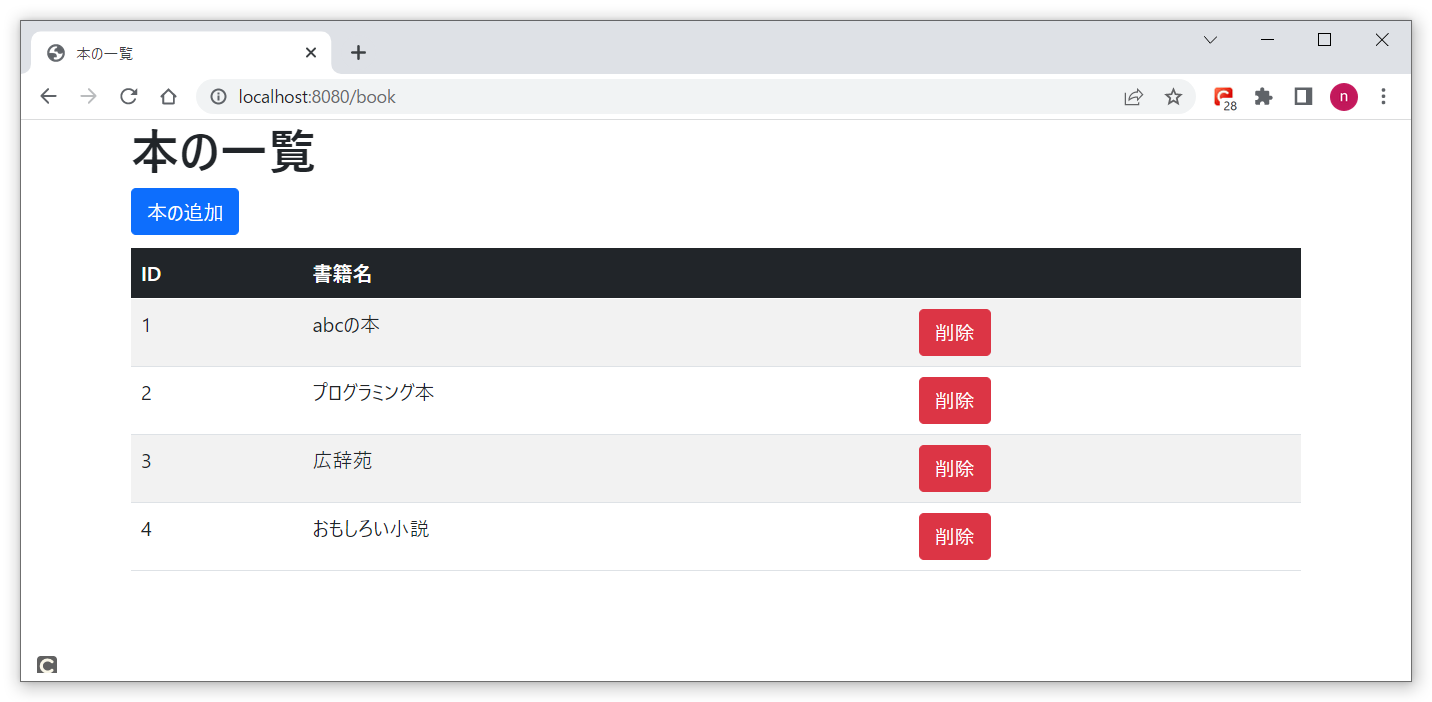 本の一覧
localhost:8080/book
28
n
本の一覧
本の追加
ID 書籍名
1 abcの本 削除
2 プログラミング本 削除
3 広辞苑 削除
4 おもしろい小説 削除
C